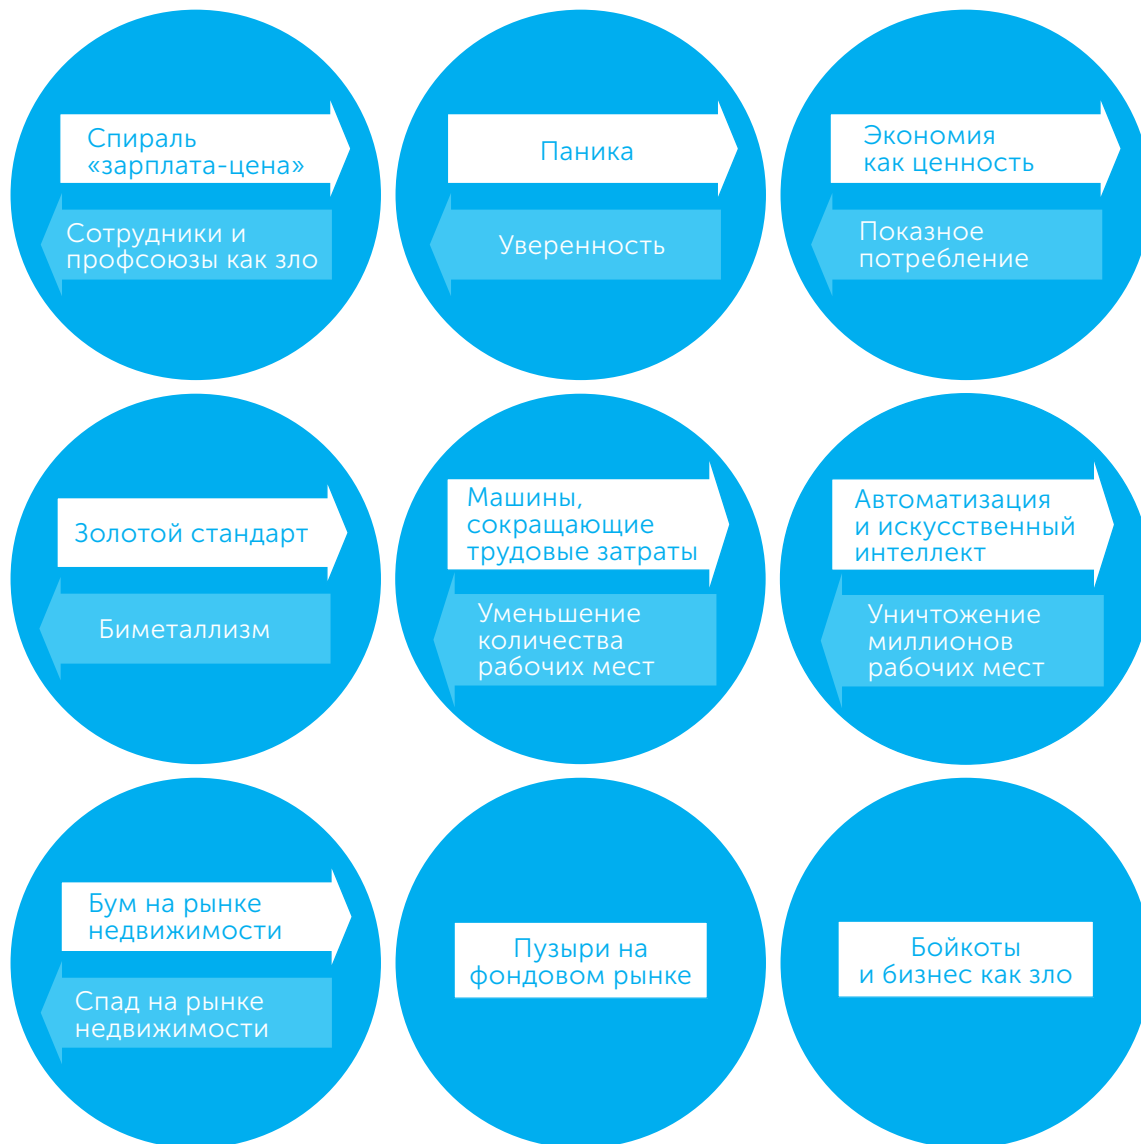 Спираль
«зарплата-цена»
Сотрудники и
профсоюзы как зло
Паника
Уверенность
Экономия
как ценность
Показное
потребление
Золотой стандарт
Биметаллизм
Машины,
сокращающие
трудовые затраты
Уменьшение
количества
рабочих мест
Автоматизация
и искусственный
интеллект
Уничтожение
миллионов
рабочих мест
Бум на рынке
недвижимости
Спад на рынке
недвижимости
Пузыри на
фондовом рынке
Бойкоты
и бизнес как зло